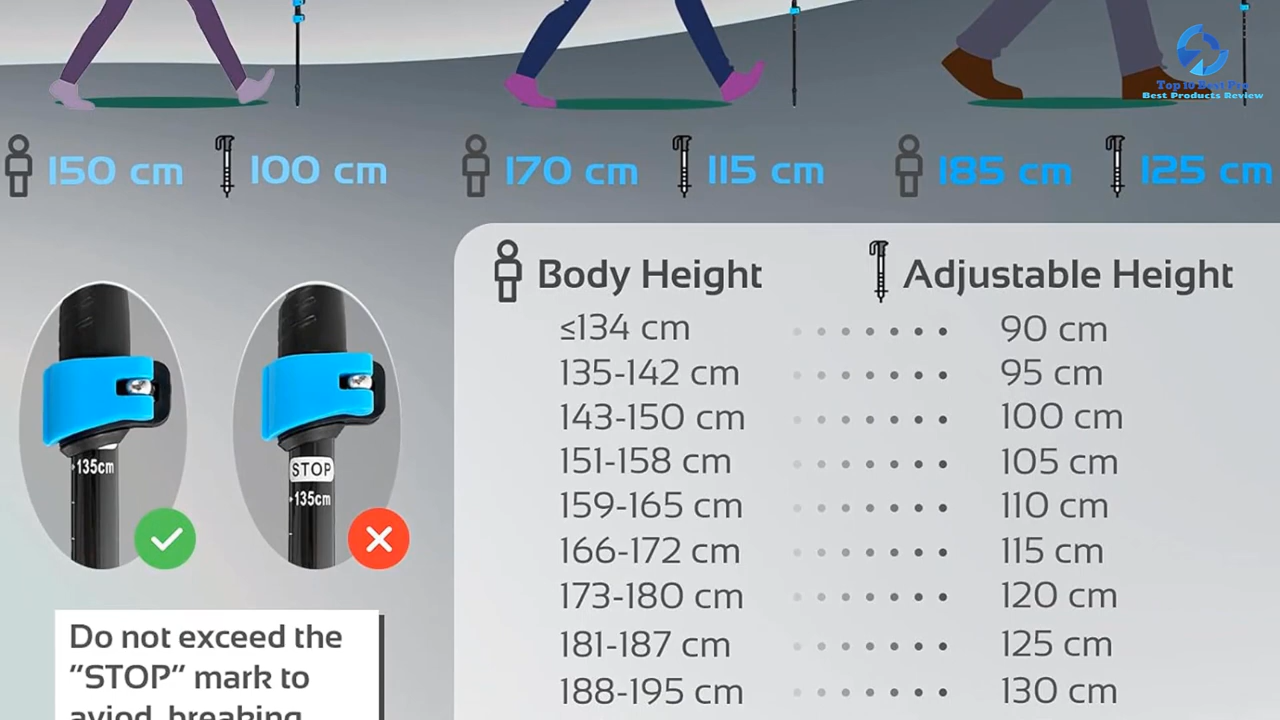 Top 10 Best Pro
Best Products Review
150 cm 100 cm 170 cm 115 cm 185 cm 125 cm
Body Height Adjustable Height
≤134 cm 90 cm
135-142 cm 95 cm
143-150 cm 100 cm
151-158 cm 105 cm
159-165 cm 110 cm
166-172 cm 115 cm
173-180 cm 120 cm
181-187 cm 125 cm
188-195 cm 130 cm
135cm
STOP
135cm
Do not exceed the
"STOP" mark to
aviod breaking